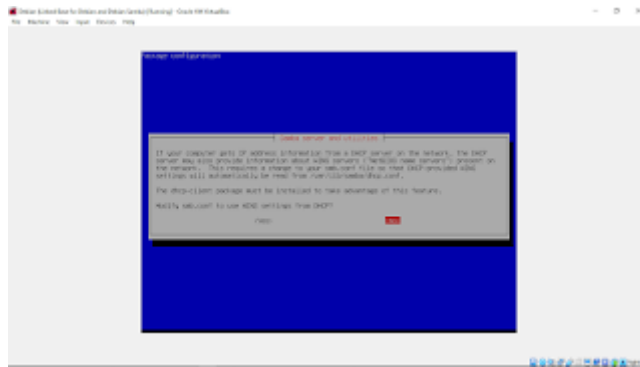 File Machine View Input Devices Help
Package configuration
Samba server and utilities
If your computer gets IP address information from a DHCP server on the network, the DHCP
server may also provide information about WINS servers ("NetBIOS name servers") present on
the network. This requires a change to your smb.conf file so that DHCP-provided WINS
settings will automatically be read from /var/lib/samba/dhcp.conf.
The dhcp-client package must be installed to take advantage of this feature.
Modify smb.conf to use WINS settings from DHCP?
<Yes> <No>